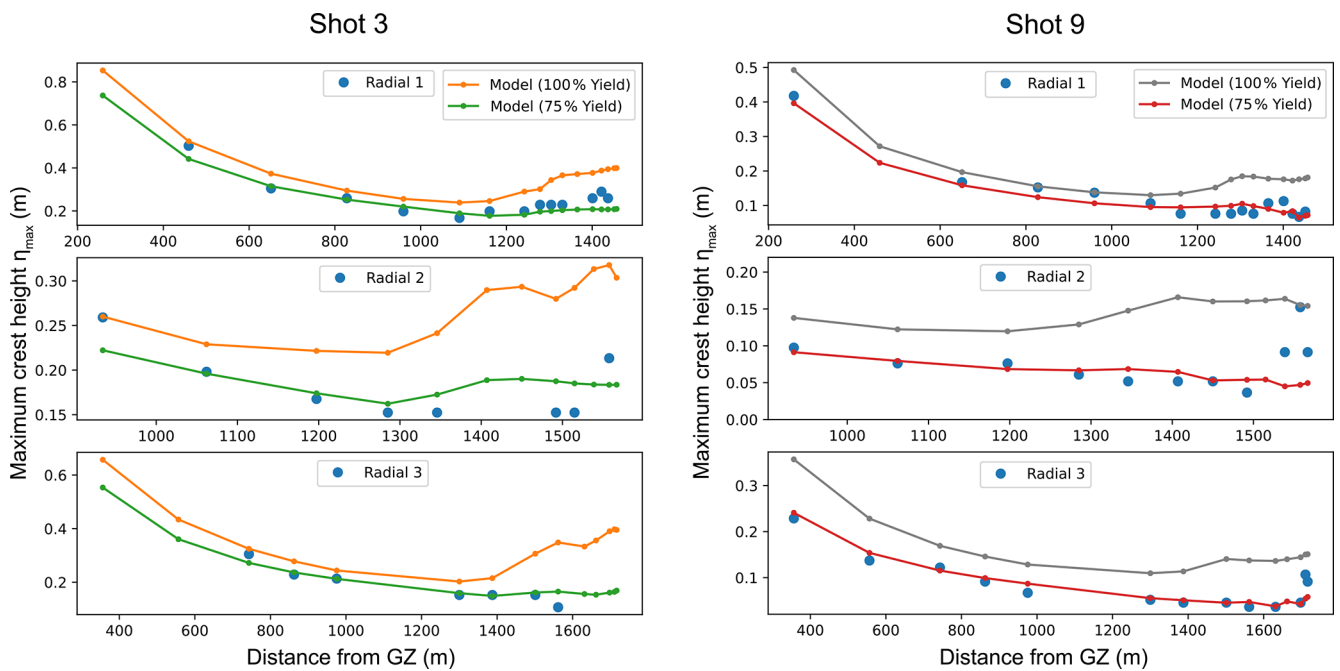 Shot 3
Shot 9
Maximum crest height ηmax (m)
Radial 1
Model (100% Yield)
Model (75% Yield)
0.8
0.6
0.4
0.2
200 400 600 800 1000 1200 1400
Radial 2
0.30
0.25
0.20
0.15
1000 1100 1200 1300 1400 1500
Radial 3
0.6
0.4
0.2
400 600 800 1000 1200 1400 1600
Distance from GZ (m)
Maximum crest height ηmax (m)
Radial 1
Model (100% Yield)
Model (75% Yield)
0.5
0.4
0.3
0.2
0.1
200 400 600 800 1000 1200 1400
Radial 2
0.20
0.15
0.10
0.05
0.00
1000 1100 1200 1300 1400 1500
Radial 3
0.3
0.2
0.1
400 600 800 1000 1200 1400 1600
Distance from GZ (m)